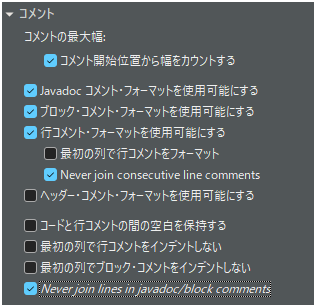 コメント
コメントの最大幅:
コメント開始位置から幅をカウントする
Javadoc コメント・フォーマットを使用可能にする
ブロック・コメント・フォーマットを使用可能にする
行コメント・フォーマットを使用可能にする
最初の列で行コメントをフォーマット
Never join consecutive line comments
ヘッダー・コメント・フォーマットを使用可能にする
コードと行コメントの間の空白を保持する
最初の列で行コメントをインデントしない
最初の列でブロック・コメントをインデントしない
Never join lines in javadoc/block comments